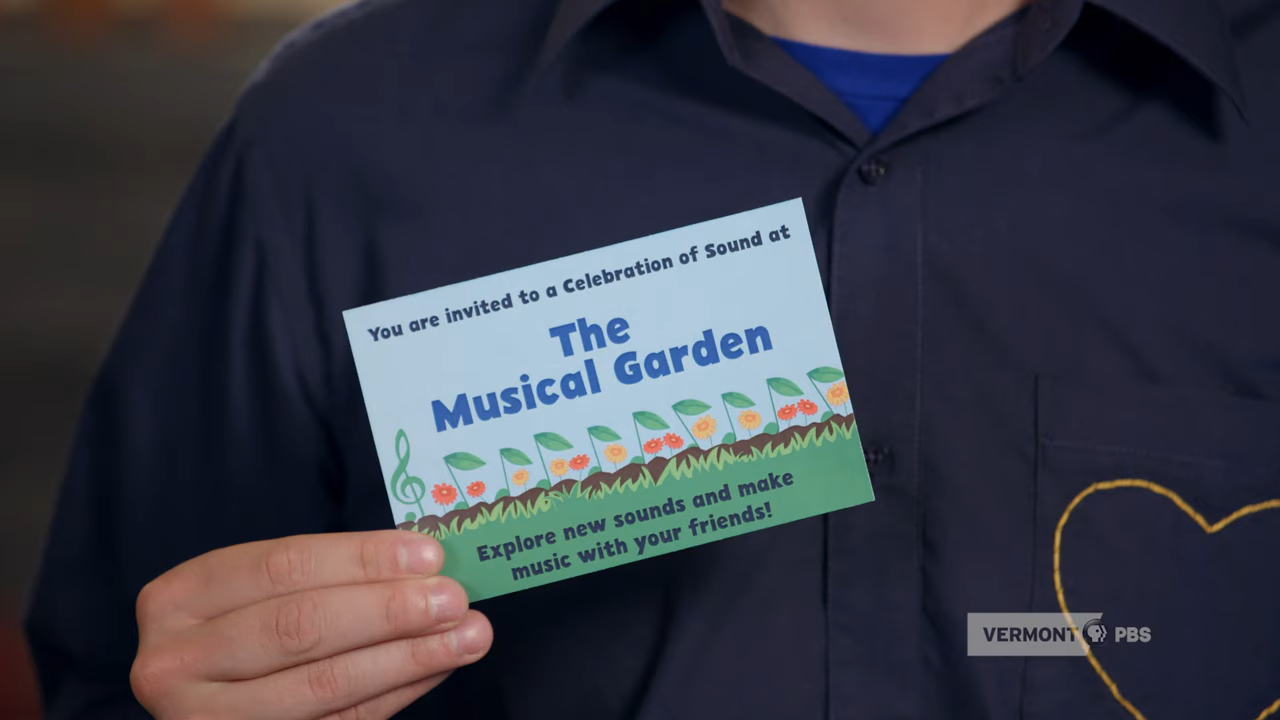 You are invited to a Celebration of Sound at
The
Musical Garden
Explore new sounds and make
music with your friends!
VERMONT PBS